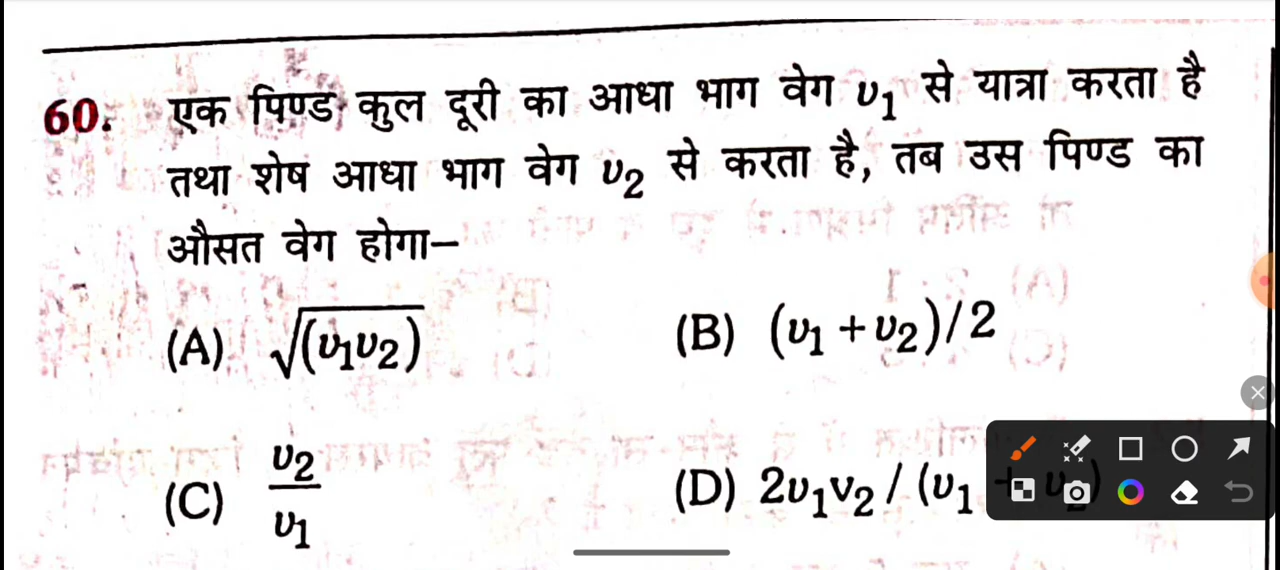 60. एक पिण्ड कुल दूरी का आधा भाग वेग υ₁ से यात्रा करता है
तथा शेष आधा भाग वेग υ₂ से करता है, तब उस पिण्ड का
औसत वेग होगा–
(A) √(υ₁υ₂) (B) (υ₁ + υ₂)/2
(C) υ₂/υ₁ (D) 2υ₁v₂ / (υ₁ + υ₂)